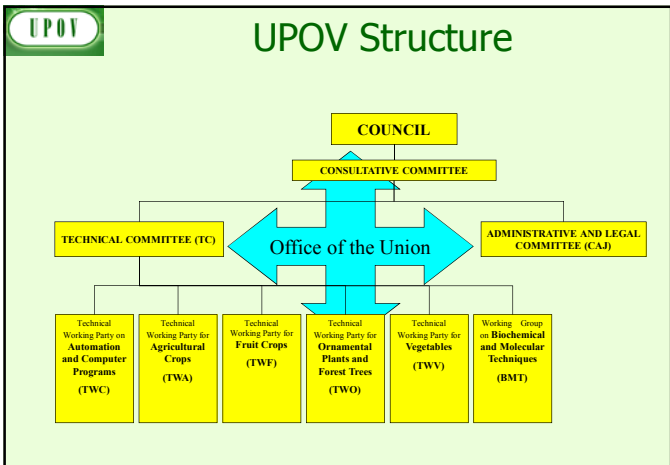 UPOV
UPOV Structure
COUNCIL
CONSULTATIVE COMMITTEE
TECHNICAL COMMITTEE (TC)
Office of the Union
ADMINISTRATIVE AND LEGAL
COMMITTEE (CAJ)
Technical
Working Party on
Automation
and Computer
Programs
(TWC)
Technical
Working Party for
Agricultural
Crops
(TWA)
Technical
Working Party for
Fruit Crops
(TWF)
Technical
Working Party for
Ornamental
Plants and
Forest Trees
(TWO)
Technical
Working Party for
Vegetables
(TWV)
Working Group
on Biochemical
and Molecular
Techniques
(BMT)